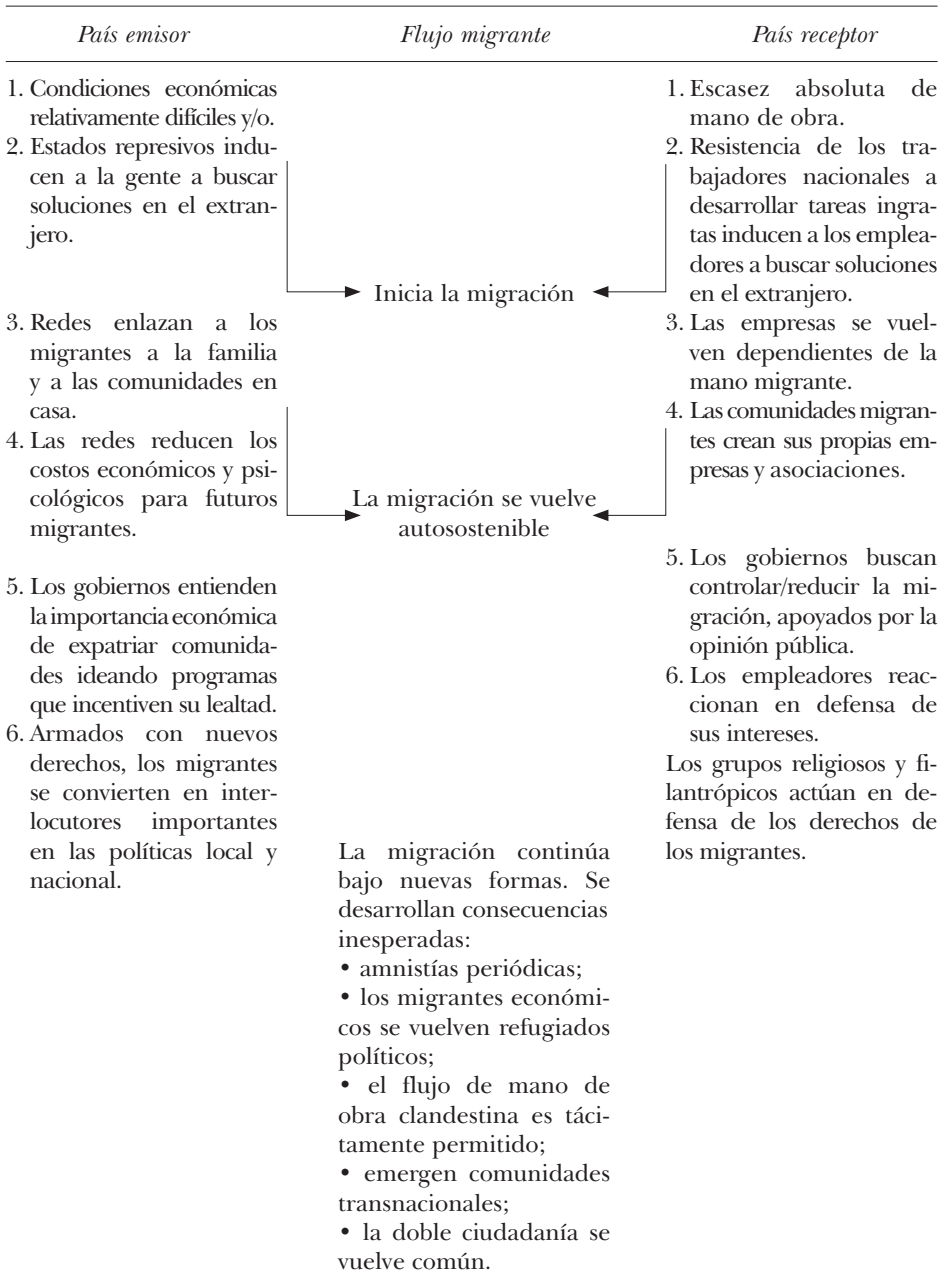 País emisor
Flujo migrante
País receptor
1. Condiciones económicas
relativamente difíciles y/o.
2. Estados represivos indu-
cen a la gente a buscar
soluciones en el extran-
jero.
1. Escasez absoluta de
mano de obra.
2. Resistencia de los tra-
bajadores nacionales a
desarrollar tareas ingra-
tas inducen a los emplea-
dores a buscar soluciones
en el extranjero.
Inicia la migración
3. Redes enlazan a los
migrantes a la familia
y a las comunidades en
casa.
4. Las redes reducen los
costos económicos y psi-
cológicos para futuros
migrantes.
3. Las empresas se vuel-
ven dependientes de la
mano migrante.
4. Las comunidades migran-
tes crean sus propias em-
presas y asociaciones.
La migración se vuelve
autosostenible
5. Los gobiernos entienden
la importancia económica
de expatriar comunida-
des ideando programas
que incentiven su lealtad.
6. Armados con nuevos
derechos, los migrantes
se convierten en inter-
locutores importantes
en las políticas local y
nacional.
5. Los gobiernos buscan
controlar/reducir la mi-
gración, apoyados por la
opinión pública.
6. Los empleadores reac-
cionan en defensa de
sus intereses.
Los grupos religiosos y fi-
lantrópicos actúan en de-
fensa de los derechos de
los migrantes.
La migración continúa
bajo nuevas formas. Se
desarrollan consecuencias
inesperadas:
• amnistías periódicas;
• los migrantes económi-
cos se vuelven refugiados
políticos;
• el flujo de mano de
obra clandestina es táci-
tamente permitido;
• emergen comunidades
transnacionales;
• la doble ciudadanía se
vuelve común.